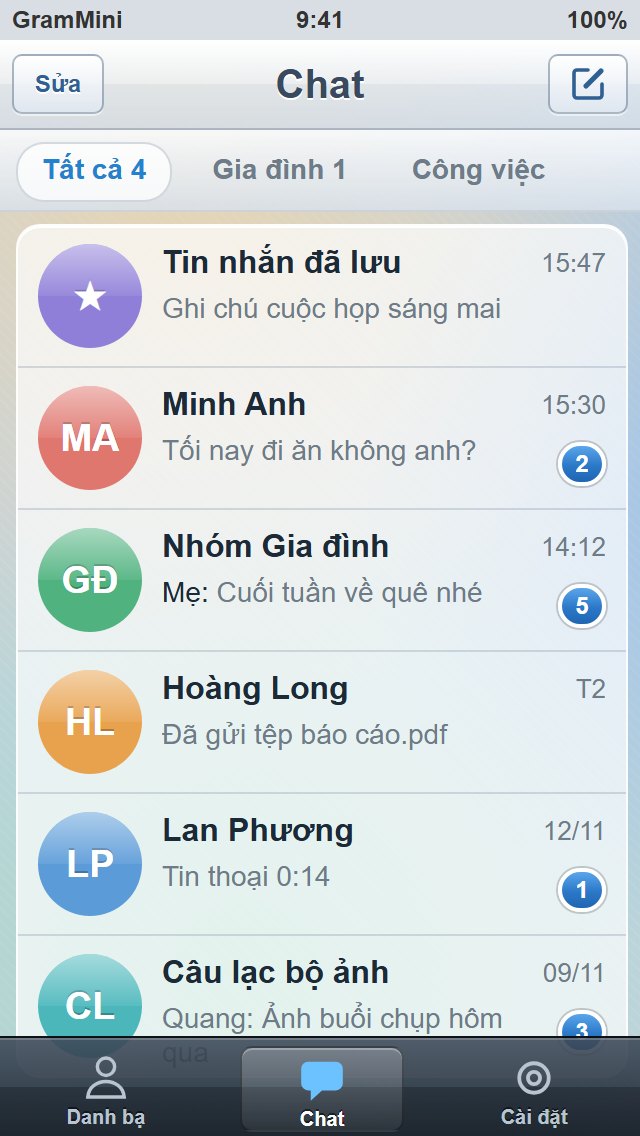 GramMini 9:41 100%
Sửa Chat
Tất cả 4 Gia đình 1 Công việc
Tin nhắn đã lưu 15:47
Ghi chú cuộc họp sáng mai
MA Minh Anh 15:30
Tối nay đi ăn không anh? 2
GĐ Nhóm Gia đình 14:12
Mẹ: Cuối tuần về quê nhé 5
HL Hoàng Long T2
Đã gửi tệp báo cáo.pdf
LP Lan Phương 12/11
Tin thoại 0:14 1
CL Câu lạc bộ ảnh 09/11
Quang: Ảnh buổi chụp hôm 3
qua
Danh bạ Chat Cài đặt